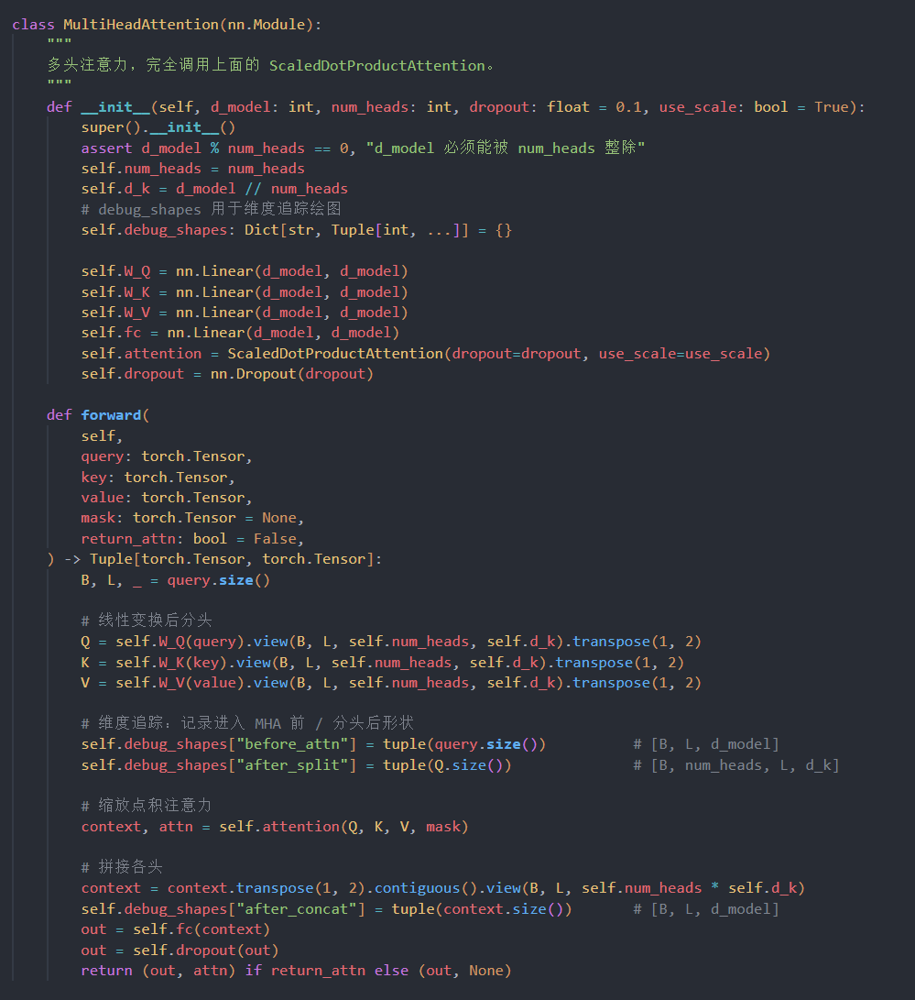 class MultiHeadAttention(nn.Module):
    """
    多头注意力，完全调用上面的 ScaledDotProductAttention。
    """
    def __init__(self, d_model: int, num_heads: int, dropout: float = 0.1, use_scale: bool = True):
        super().__init__()
        assert d_model % num_heads == 0, "d_model 必须能被 num_heads 整除"
        self.num_heads = num_heads
        self.d_k = d_model // num_heads
        # debug_shapes 用于维度追踪绘图
        self.debug_shapes: Dict[str, Tuple[int, ...]] = {}

        self.W_Q = nn.Linear(d_model, d_model)
        self.W_K = nn.Linear(d_model, d_model)
        self.W_V = nn.Linear(d_model, d_model)
        self.fc = nn.Linear(d_model, d_model)
        self.attention = ScaledDotProductAttention(dropout=dropout, use_scale=use_scale)
        self.dropout = nn.Dropout(dropout)

    def forward(
        self,
        query: torch.Tensor,
        key: torch.Tensor,
        value: torch.Tensor,
        mask: torch.Tensor = None,
        return_attn: bool = False,
    ) -> Tuple[torch.Tensor, torch.Tensor]:
        B, L, _ = query.size()

        # 线性变换后分头
        Q = self.W_Q(query).view(B, L, self.num_heads, self.d_k).transpose(1, 2)
        K = self.W_K(key).view(B, L, self.num_heads, self.d_k).transpose(1, 2)
        V = self.W_V(value).view(B, L, self.num_heads, self.d_k).transpose(1, 2)

        # 维度追踪：记录进入 MHA 前 / 分头后形状
        self.debug_shapes["before_attn"] = tuple(query.size())          # [B, L, d_model]
        self.debug_shapes["after_split"] = tuple(Q.size())              # [B, num_heads, L, d_k]

        # 缩放点积注意力
        context, attn = self.attention(Q, K, V, mask)

        # 拼接各头
        context = context.transpose(1, 2).contiguous().view(B, L, self.num_heads * self.d_k)
        self.debug_shapes["after_concat"] = tuple(context.size())       # [B, L, d_model]
        out = self.fc(context)
        out = self.dropout(out)
        return (out, attn) if return_attn else (out, None)